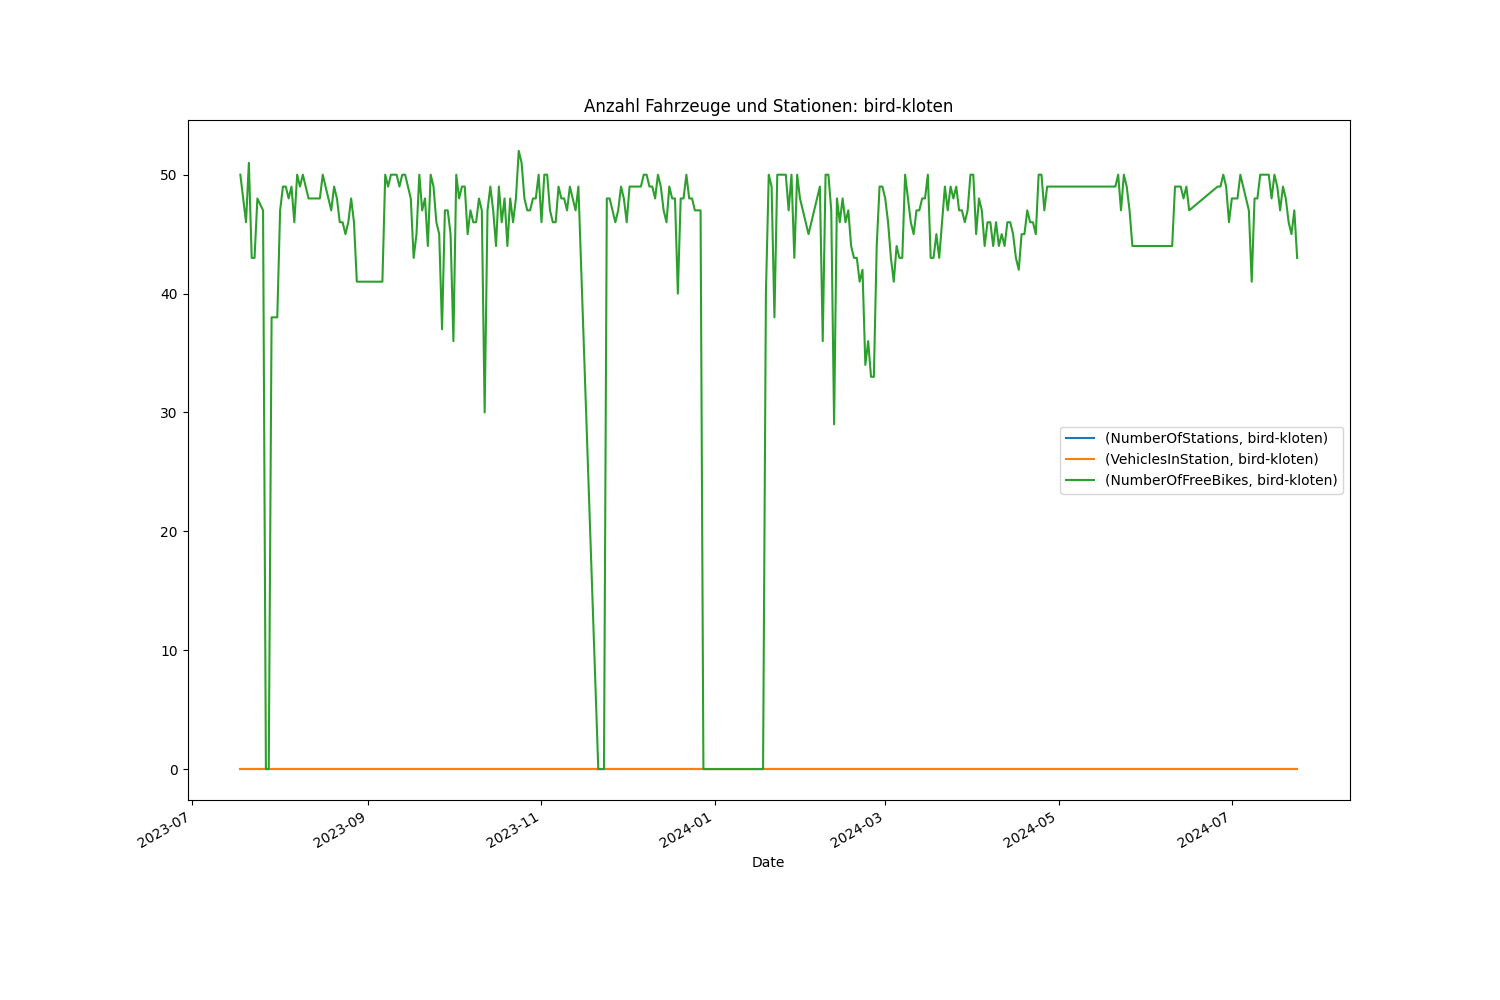 Anzahl Fahrzeuge und Stationen: bird-kloten
50
40
30
20
10
0
(NumberOfStations, bird-kloten)
(VehiclesInStation, bird-kloten)
(NumberOfFreeBikes, bird-kloten)
2023-07
2023-09
2023-11
2024-01
2024-03
2024-05
2024-07
Date